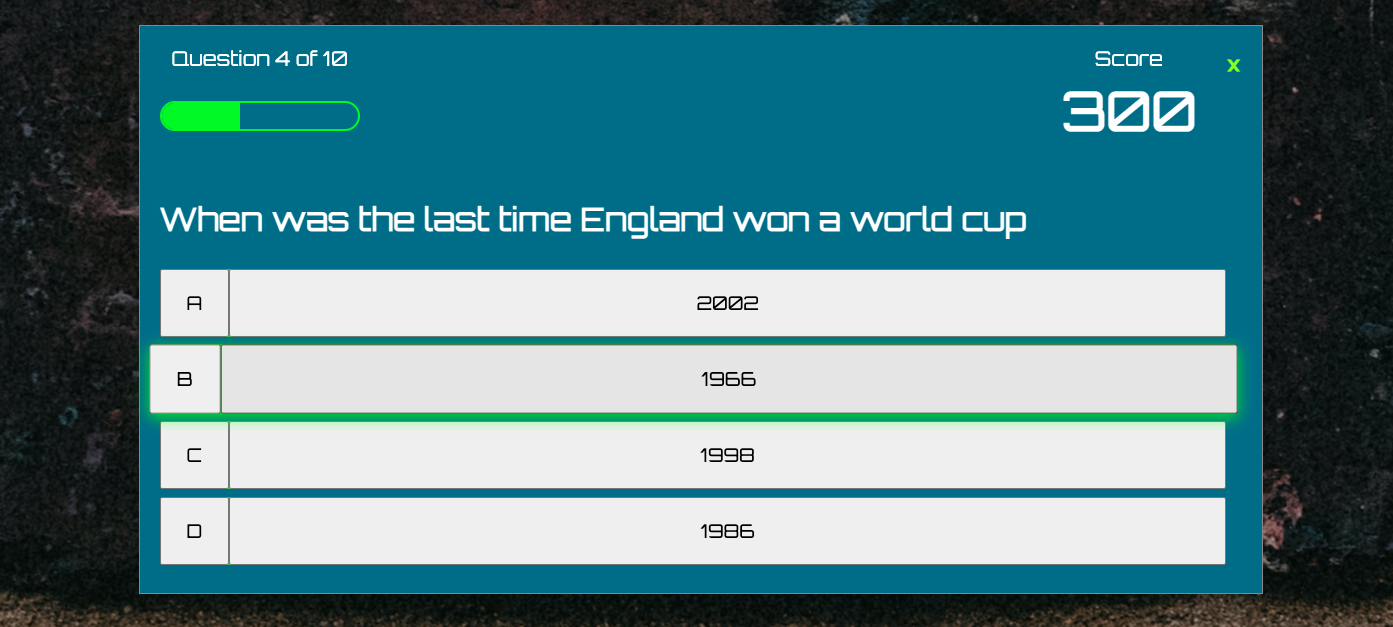 Question 4 of 10
Score
x
300
When was the last time England won a world cup
A 2002
B 1966
C 1998
D 1986